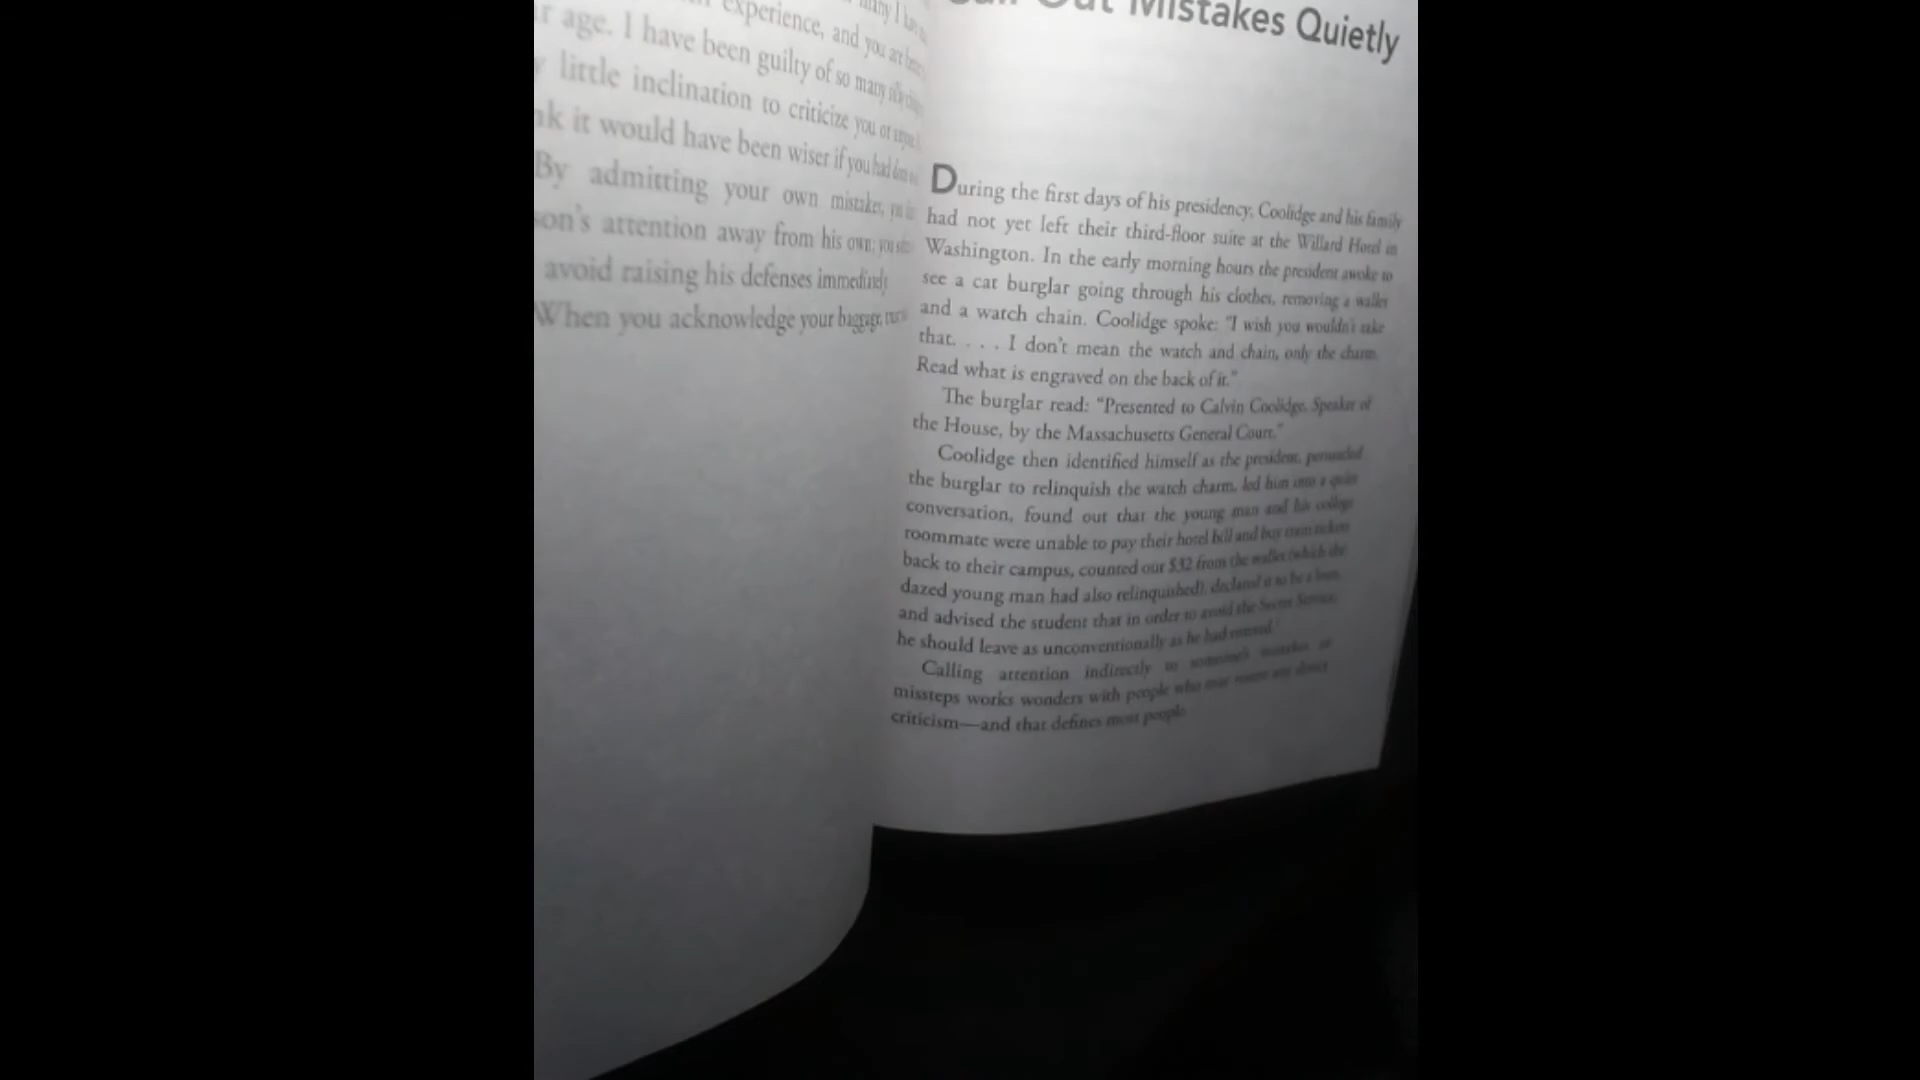 many I have
experience, and you are
age. I have been guilty of so many silly
little inclination to criticize you or
it would have been wiser if you had done
By admitting your own mistakes, you
son's attention away from his own; you
avoid raising his defenses immediately.
When you acknowledge your baggage,
Out Mistakes Quietly
During the first days of his presidency, Coolidge and his family
had not yet left their third-floor suite at the Willard Hotel in
Washington. In the early morning hours the president awoke to
see a cat burglar going through his clothes, removing a wallet
and a watch chain. Coolidge spoke: "I wish you wouldn't take
that. . . . I don't mean the watch and chain, only the charm.
Read what is engraved on the back of it."
The burglar read: "Presented to Calvin Coolidge, Speaker of
the House, by the Massachusetts General Court."
Coolidge then identified himself as the president, persuaded
the burglar to relinquish the watch charm, led him into a quiet
conversation, found out that the young man and his college
roommate were unable to pay their hotel bill and buy train tickets
back to their campus, counted out $32 from the wallet (which the
dazed young man had also relinquished), declared it to be a loan,
and advised the student that in order to avoid the Secret Service,
he should leave as unconventionally as he had entered.
Calling attention indirectly to someone's mistakes or
missteps works wonders with people who may resent any direct
criticism—and that defines most people.